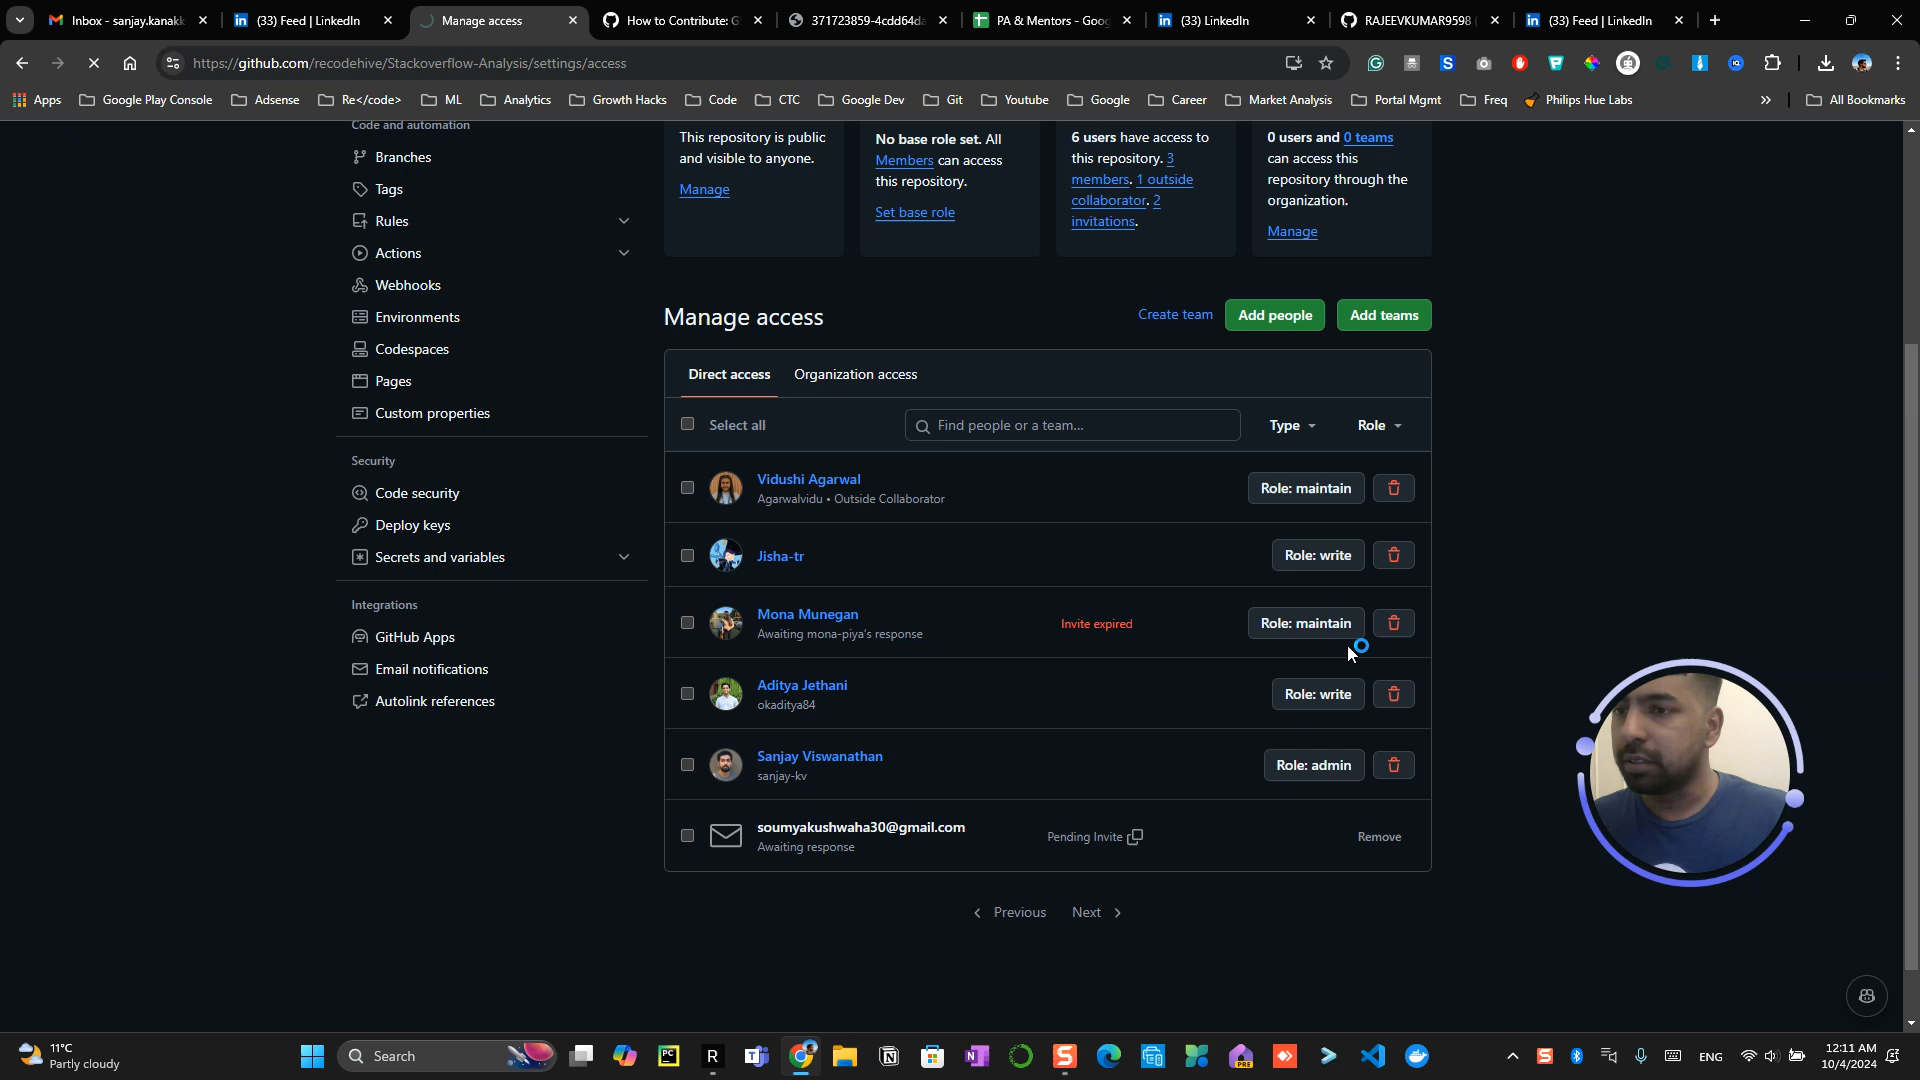 Inbox - sanjay.kanakk
(33) Feed | LinkedIn
Manage access
How to Contribute: G
371723859-4cdd64da
PA & Mentors - Goog
(33) LinkedIn
RAJEEVKUMAR9598 (
(33) Feed | LinkedIn
https://github.com/recodehive/Stackoverflow-Analysis/settings/access
Apps
Google Play Console
Adsense
Re</code>
ML
Analytics
Growth Hacks
Code
CTC
Google Dev
Git
Youtube
Google
Career
Market Analysis
Portal Mgmt
Freq
Philips Hue Labs
All Bookmarks
Code and automation
Branches
Tags
Rules
Actions
Webhooks
Environments
Codespaces
Pages
Custom properties
Security
Code security
Deploy keys
Secrets and variables
Integrations
GitHub Apps
Email notifications
Autolink references
This repository is public
and visible to anyone.
Manage
No base role set. All
Members can access
this repository.
Set base role
6 users have access to
this repository. 3
members. 1 outside
collaborator. 2
invitations.
0 users and 0 teams
can access this
repository through the
organization.
Manage
Manage access
Create team
Add people
Add teams
Direct access
Organization access
Select all
Find people or a team...
Type
Role
Vidushi Agarwal
Agarwalvidu • Outside Collaborator
Role: maintain
Jisha-tr
Role: write
Mona Munegan
Awaiting mona-piya's response
Invite expired
Role: maintain
Aditya Jethani
okaditya84
Role: write
Sanjay Viswanathan
sanjay-kv
Role: admin
soumyakushwaha30@gmail.com
Awaiting response
Pending Invite
Remove
Previous
Next
11°C
Partly cloudy
Search
ENG
12:11 AM
10/4/2024